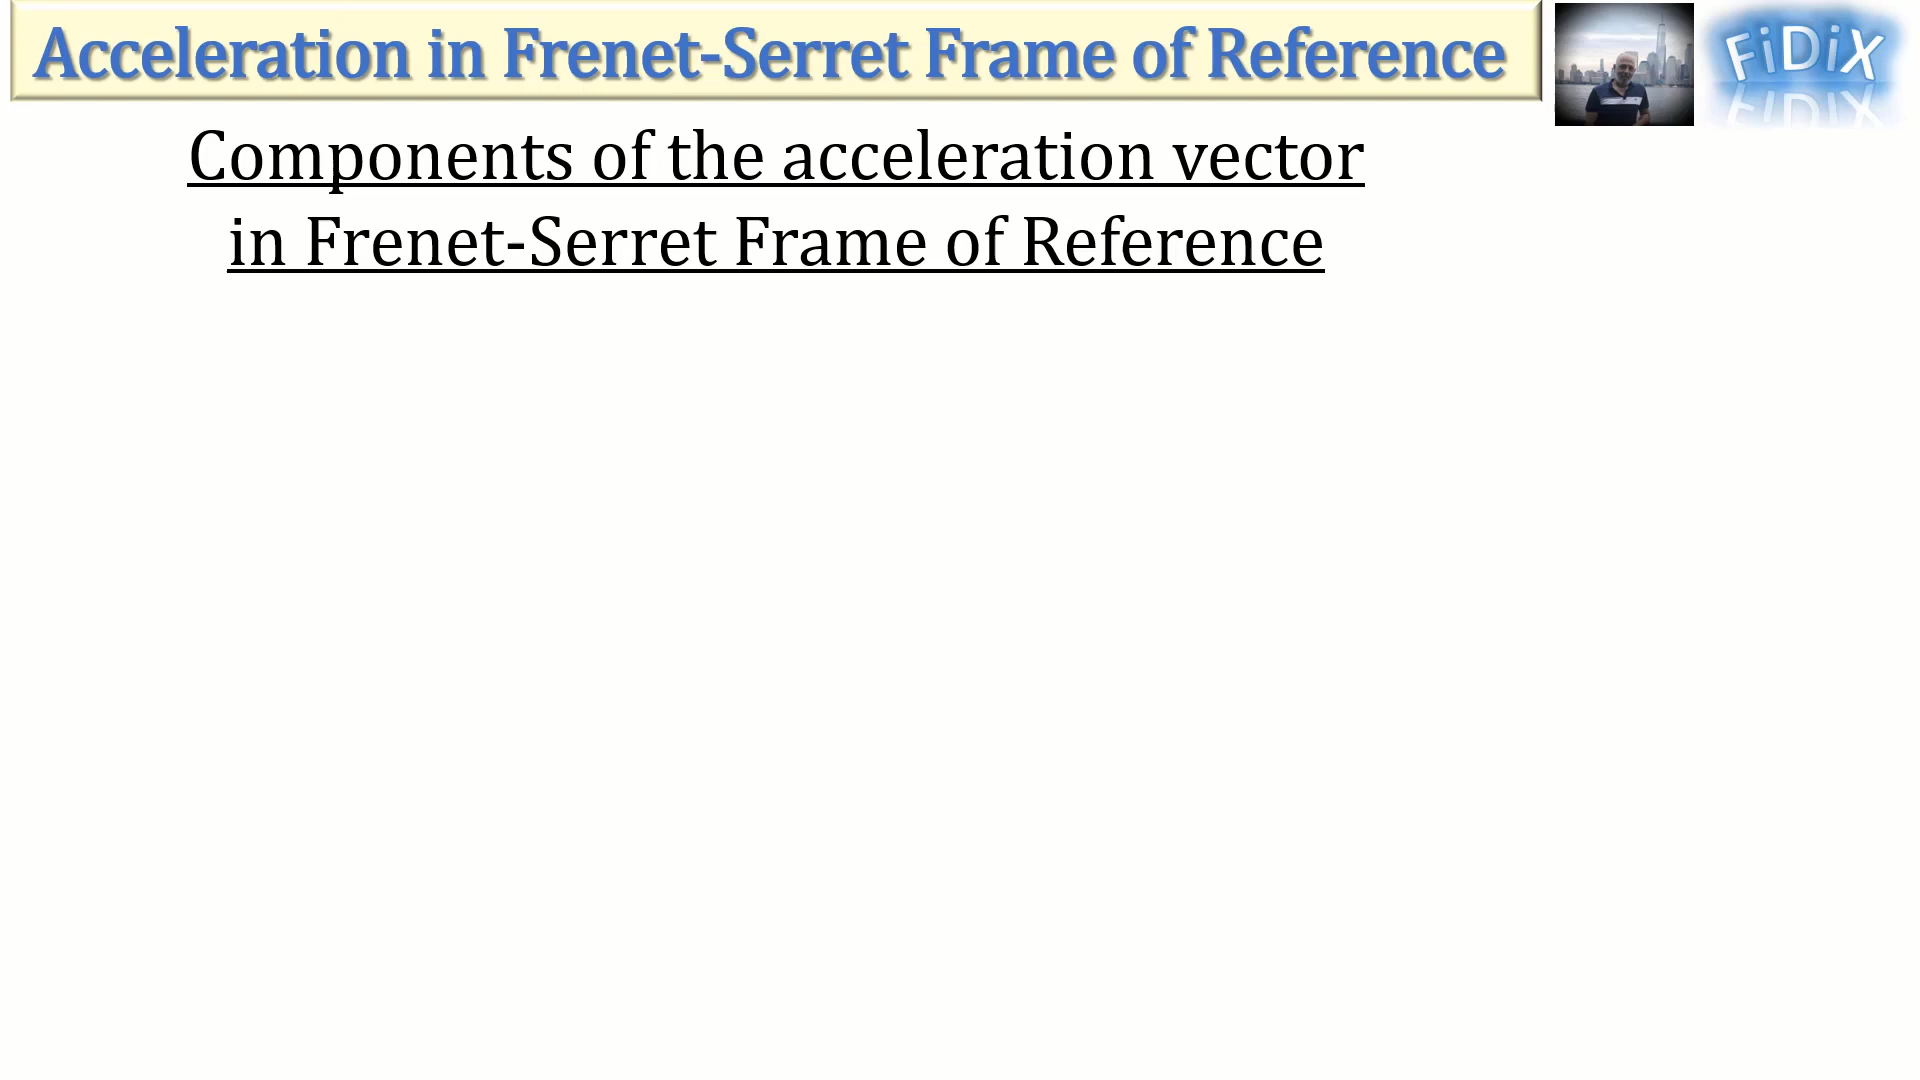 Acceleration in Frenet-Serret Frame of Reference
FiDiX
Components of the acceleration vector
in Frenet-Serret Frame of Reference